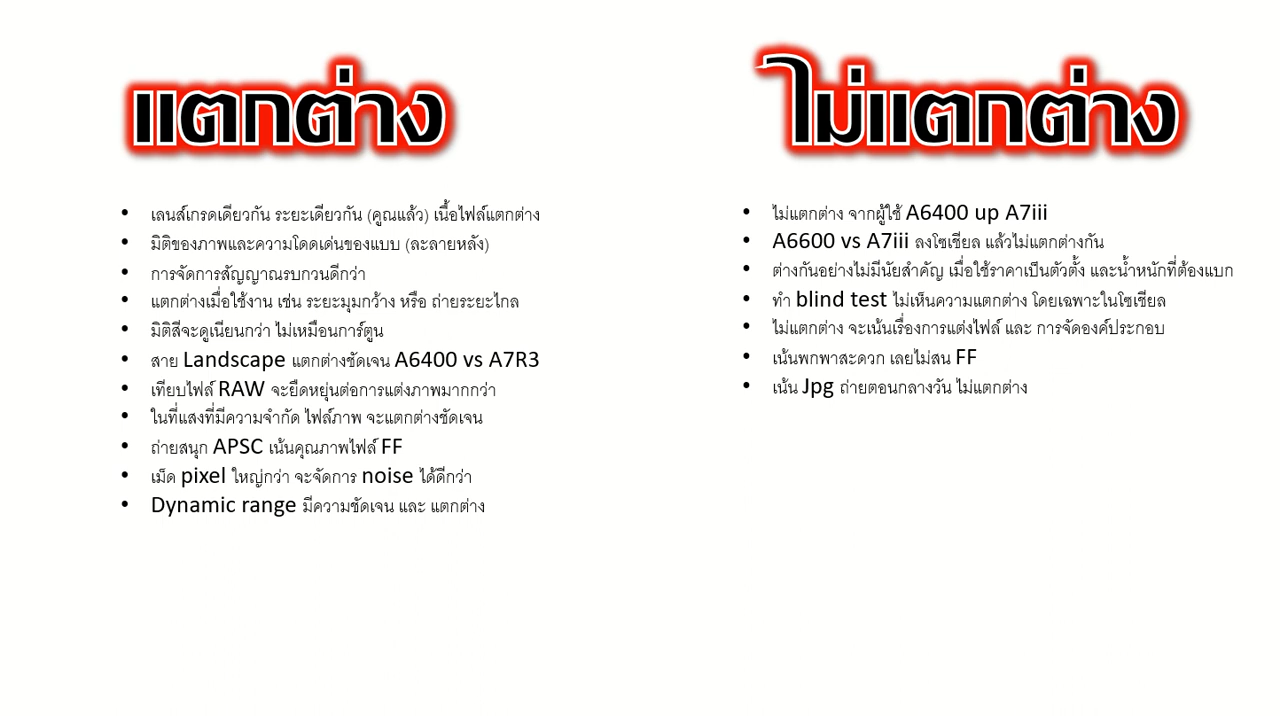 แตกต่าง
• เลนส์เกรดเดียวกัน ระยะเดียวกัน (คูณแล้ว) เนื้อไฟล์แตกต่าง
• มิติของภาพและความโดดเด่นของแบบ (ละลายหลัง)
• การจัดการสัญญาณรบกวนดีกว่า
• แตกต่างเมื่อใช้งาน เช่น ระยะมุมกว้าง หรือ ถ่ายระยะไกล
• มิติสีจะดูเนียนกว่า ไม่เหมือนการ์ตูน
• สาย Landscape แตกต่างชัดเจน A6400 vs A7R3
• เทียบไฟล์ RAW จะยืดหยุ่นต่อการแต่งภาพมากกว่า
• ในที่แสงที่มีความจำกัด ไฟล์ภาพ จะแตกต่างชัดเจน
• ถ่ายสนุก APSC เน้นคุณภาพไฟล์ FF
• เม็ด pixel ใหญ่กว่า จะจัดการ noise ได้ดีกว่า
• Dynamic range มีความชัดเจน และ แตกต่าง
ไม่แตกต่าง
• ไม่แตกต่าง จากผู้ใช้ A6400 up A7iii
• A6600 vs A7iii ลงโซเชียล แล้วไม่แตกต่างกัน
• ต่างกันอย่างไม่มีนัยสำคัญ เมื่อใช้ราคาเป็นตัวตั้ง และน้ำหนักที่ต้องแบก
• ทำ blind test ไม่เห็นความแตกต่าง โดยเฉพาะในโซเชียล
• ไม่แตกต่าง จะเน้นเรื่องการแต่งไฟล์ และ การจัดองค์ประกอบ
• เน้นพกพาสะดวก เลยไม่สน FF
• เน้น Jpg ถ่ายตอนกลางวัน ไม่แตกต่าง